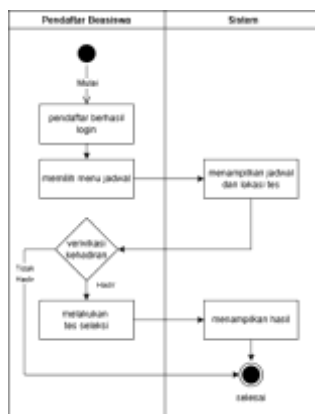 Pendaftar Beasiswa
Sistem
Mulai
pendaftar berhasil
login
memilih menu jadwal
menampilkan jadwal
dan lokasi tes
verivikasi
kehadiran
Tidak
Hadir
Hadir
melakukan
tes seleksi
menampilkan hasil
selesai